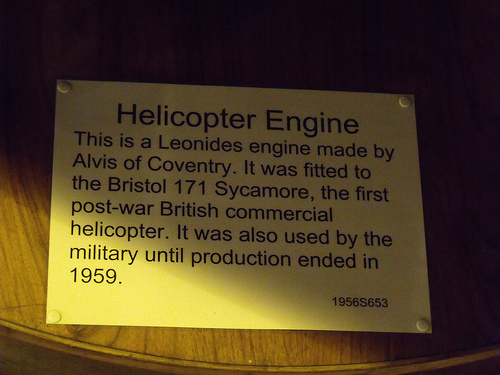 Helicopter Engine
This is a Leonides engine made by
Alvis of Coventry. It was fitted to
the Bristol 171 Sycamore, the first
post-war British commercial
helicopter. It was also used by the
military until production ended in
1959.
1956S653